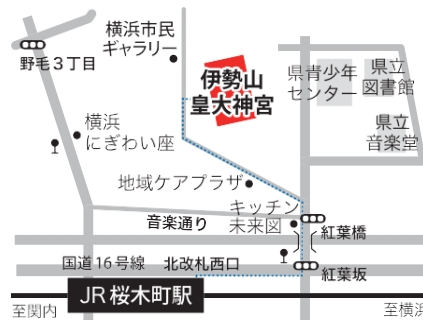 横浜市民
ギャラリー
野毛3丁目
伊勢山
皇大神宮
県青少年
センター
県立
図書館
県立
音楽堂
横浜
にぎわい座
地域ケアプラザ
キッチン
未来図
音楽通り
紅葉橋
国道16号線
北改札西口
紅葉坂
JR桜木町駅
至関内
至横浜